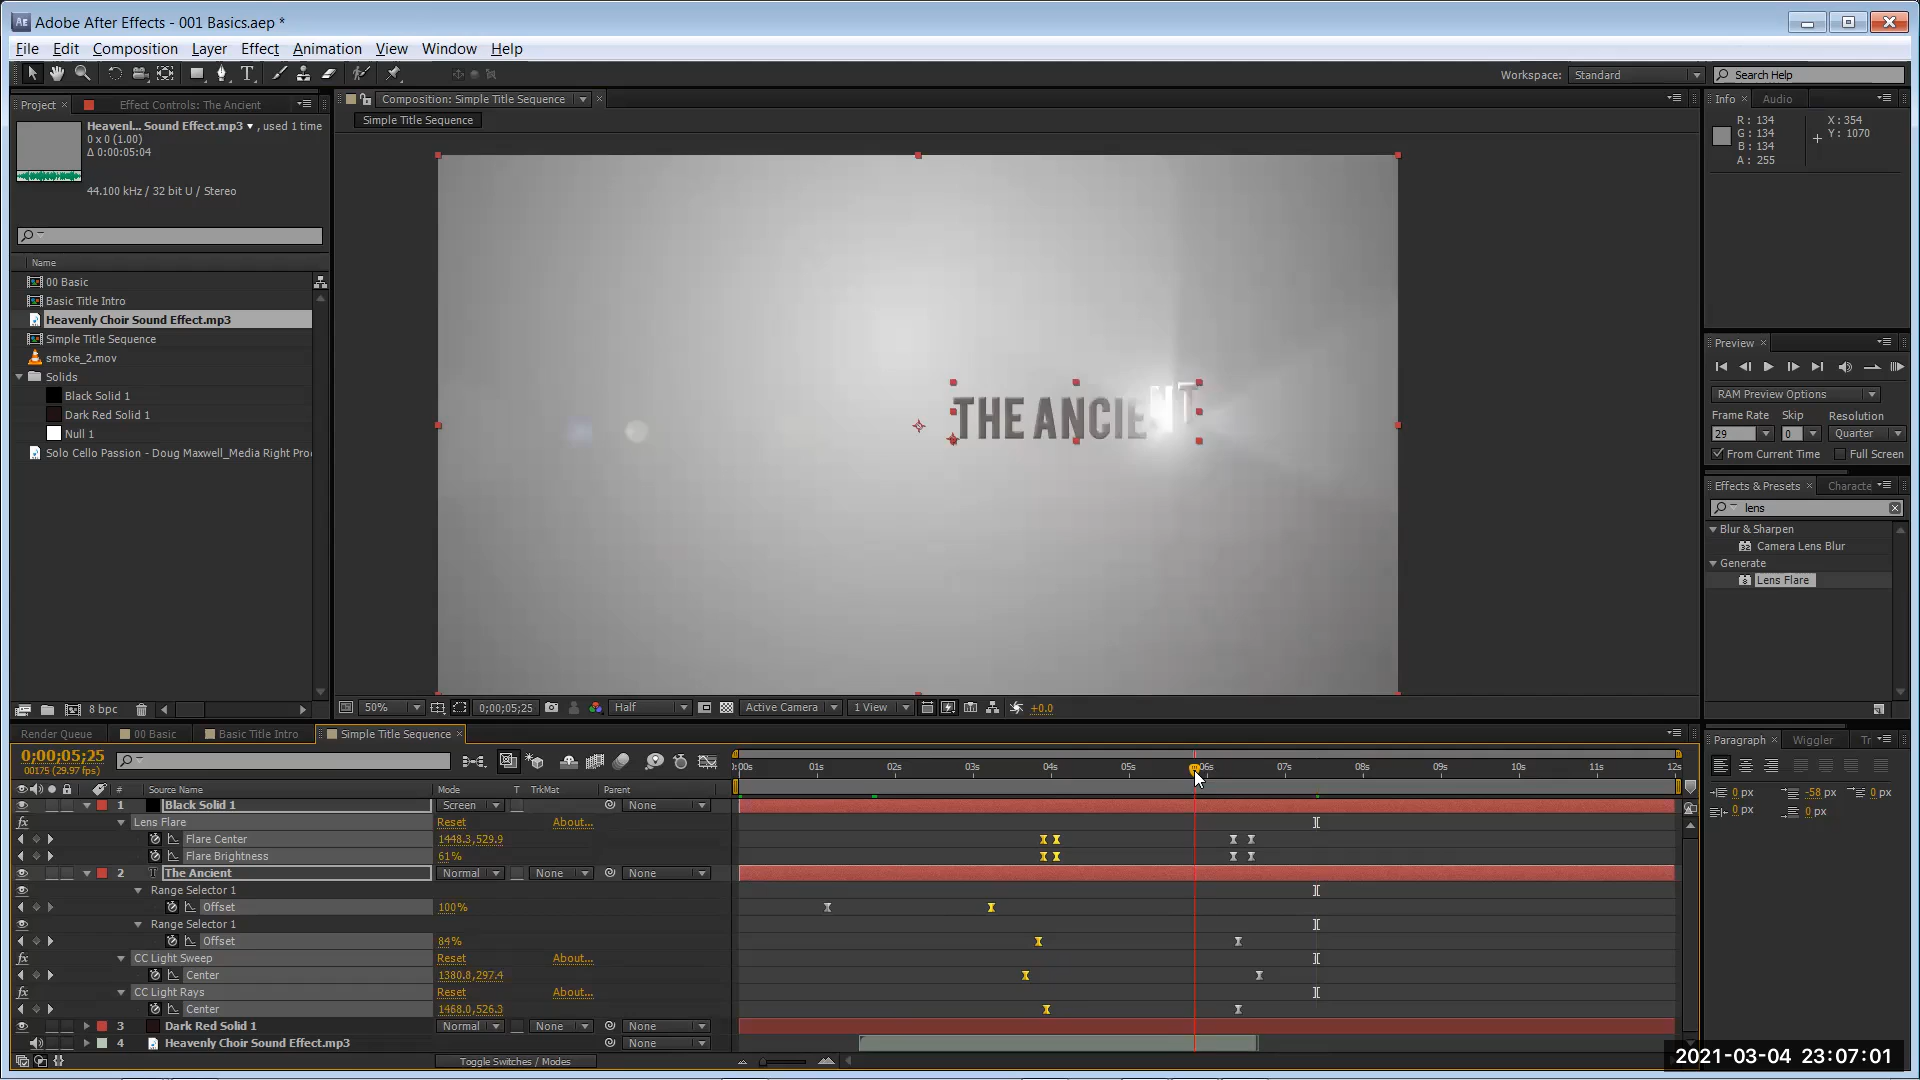 Adobe After Effects - 001 Basics.aep *
File Edit Composition Layer Effect Animation View Window Help
Workspace: Standard Search Help
Project Effect Controls: The Ancient Composition: Simple Title Sequence Info Audio
Simple Title Sequence
Heavenl... Sound Effect.mp3 , used 1 time
0 x 0 (1.00)
Δ 0:00:05:04
44.100 kHz / 32 bit U / Stereo
R : 134 X : 354
G : 134 Y : 1070
B : 134
A : 255
Name
00 Basic
Basic Title Intro
Heavenly Choir Sound Effect.mp3
Simple Title Sequence
smoke_2.mov
Solids
Black Solid 1
Dark Red Solid 1
Null 1
Solo Cello Passion - Doug Maxwell_Media Right Pro
THE ANCIENT
Preview
RAM Preview Options
Frame Rate Skip Resolution
29 0 Quarter
From Current Time Full Screen
Effects & Presets Characte
lens
Blur & Sharpen
Camera Lens Blur
Generate
Lens Flare
8 bpc 50% 0;00;05;25 Half Active Camera 1 View +0.0
Render Queue 00 Basic Basic Title Intro Simple Title Sequence
0;00;05;25
00175 (29.97 fps)
:00s 01s 02s 03s 04s 05s 06s 07s 08s 09s 10s 11s 12s
# Source Name Mode T TrkMat Parent
1 Black Solid 1 Screen None
Lens Flare Reset About...
Flare Center 1448.3,529.9
Flare Brightness 61%
2 The Ancient Normal None None
Range Selector 1
Offset 100%
Range Selector 1
Offset 84%
CC Light Sweep Reset About...
Center 1380.8,297.4
CC Light Rays Reset About...
Center 1468.0,526.3
3 Dark Red Solid 1 Normal None None
4 Heavenly Choir Sound Effect.mp3 None
Toggle Switches / Modes
Paragraph Wiggler Tr
0 px -58 px 0 px
0 px 0 px
2021-03-04 23:07:01